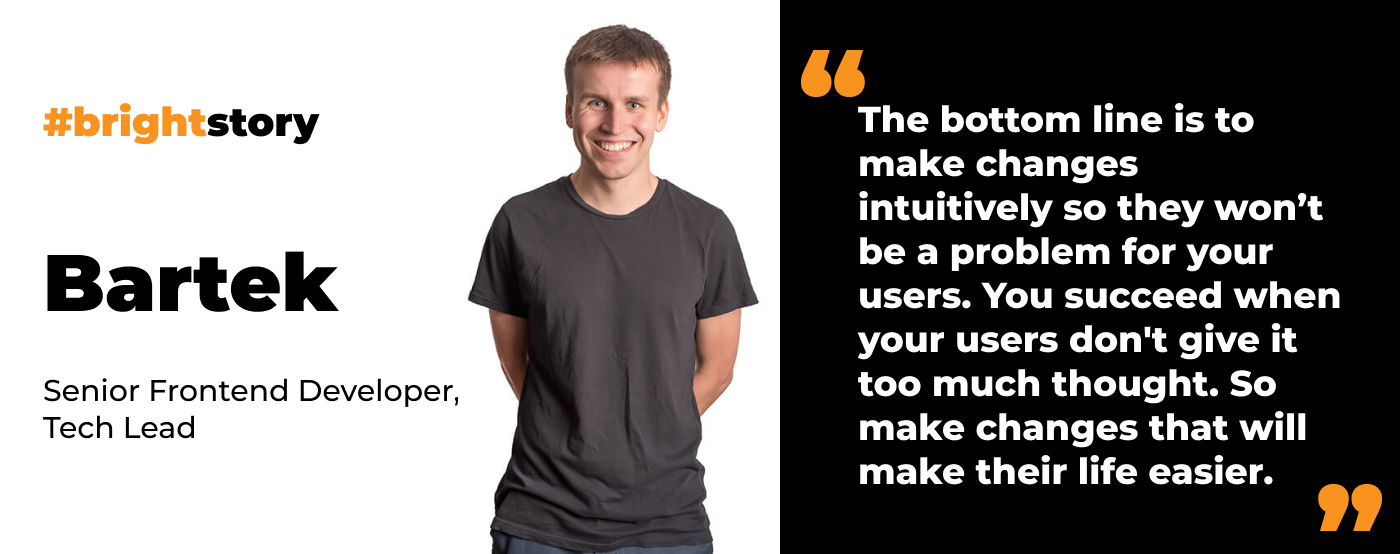 #brightstory
Bartek
Senior Frontend Developer,
Tech Lead
“
The bottom line is to
make changes
intuitively so they won’t
be a problem for your
users. You succeed when
your users don't give it
too much thought. So
make changes that will
make their life easier.
”